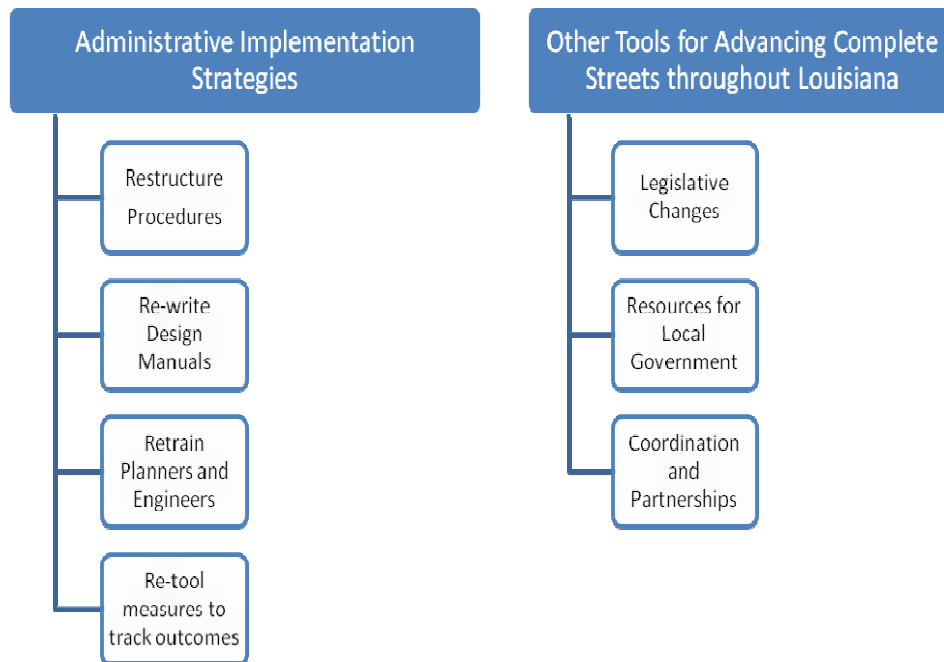 Administrative Implementation
Strategies
Restructure
Procedures
Re-write
Design
Manuals
Retrain
Planners and
Engineers
Re-tool
measures to
track outcomes
Other Tools for Advancing Complete
Streets throughout Louisiana
Legislative
Changes
Resources for
Local
Government
Coordination
and
Partnerships